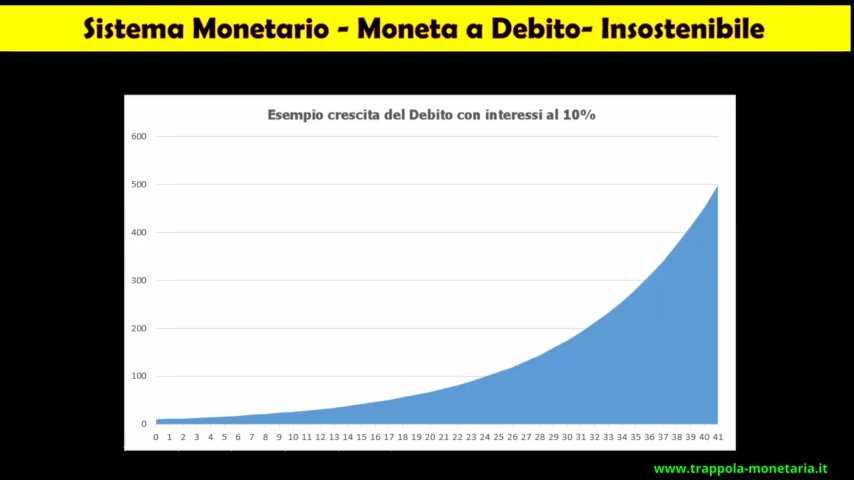 Sistema Monetario - Moneta a Debito- Insostenibile
Esempio crescita del Debito con interessi al 10%
600
500
400
300
200
100
0
0 1 2 3 4 5 6 7 8 9 10 11 12 13 14 15 16 17 18 19 20 21 22 23 24 25 26 27 28 29 30 31 32 33 34 35 36 37 38 39 40 41
www.trappola-monetaria.it